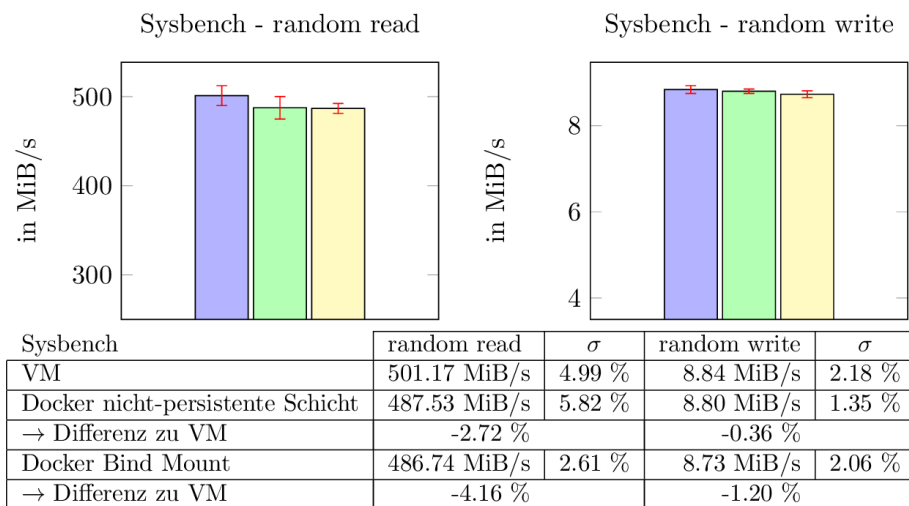 Sysbench - random read
in MiB/s
500
400
300
Sysbench - random write
in MiB/s
8
6
4
Sysbench random read σ random write σ
VM 501.17 MiB/s 4.99 % 8.84 MiB/s 2.18 %
Docker nicht-persistente Schicht 487.53 MiB/s 5.82 % 8.80 MiB/s 1.35 %
→ Differenz zu VM -2.72 % -0.36 %
Docker Bind Mount 486.74 MiB/s 2.61 % 8.73 MiB/s 2.06 %
→ Differenz zu VM -4.16 % -1.20 %